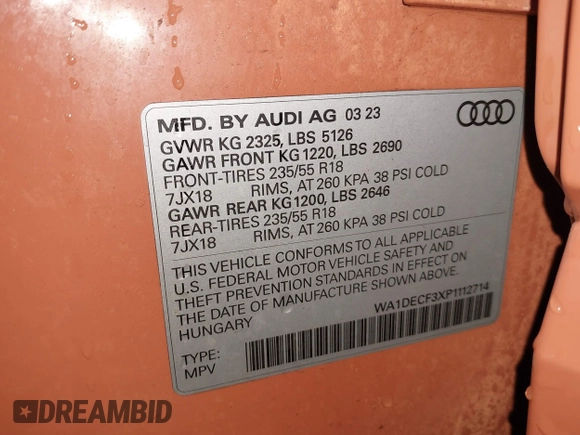 MFD. BY AUDI AG 03 23
GVWR KG 2325, LBS 5126
GAWR FRONT KG 1220, LBS 2690
FRONT-TIRES 235/55 R18
7JX18 RIMS, AT 260 KPA 38 PSI COLD
GAWR REAR KG 1200, LBS 2646
REAR-TIRES 235/55 R18
7JX18 RIMS, AT 260 KPA 38 PSI COLD
THIS VEHICLE CONFORMS TO ALL APPLICABLE
U.S. FEDERAL MOTOR VEHICLE SAFETY AND
THEFT PREVENTION STANDARDS IN EFFECT ON
THE DATE OF MANUFACTURE SHOWN ABOVE.
HUNGARY
WA1DECF3XP1112714
TYPE:
MPV
DREAMBID